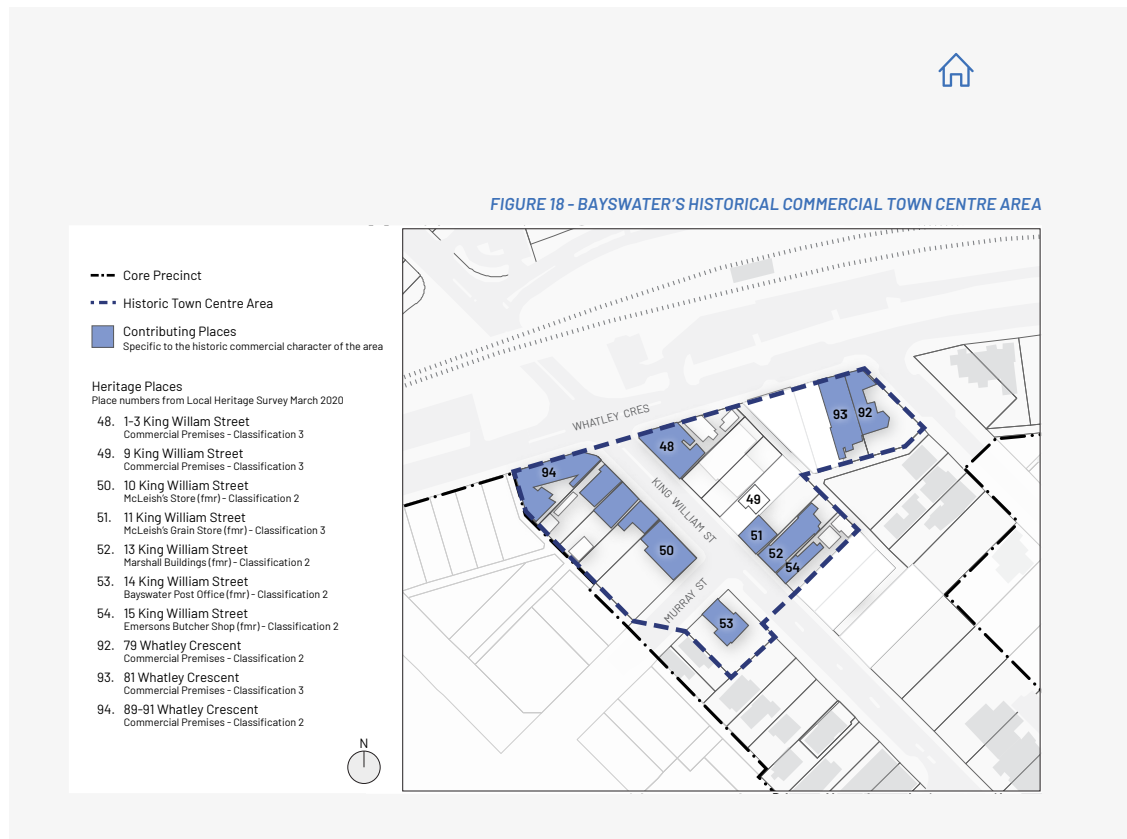 FIGURE 18 - BAYSWATER'S HISTORICAL COMMERCIAL TOWN CENTRE AREA
Core Precinct
Historic Town Centre Area
Contributing Places
Specific to the historic commercial character of the area
Heritage Places
Place numbers from Local Heritage Survey March 2020
48. 1-3 King Willam Street
Commercial Premises - Classification 3
49. 9 King William Street
Commercial Premises - Classification 3
50. 10 King William Street
McLeish's Store (fmr) - Classification 2
51. 11 King William Street
McLeish's Grain Store (fmr) - Classification 3
52. 13 King William Street
Marshall Buildings (fmr) - Classification 2
53. 14 King William Street
Bayswater Post Office (fmr) - Classification 2
54. 15 King William Street
Emersons Butcher Shop (fmr) - Classification 2
92. 79 Whatley Crescent
Commercial Premises - Classification 2
93. 81 Whatley Crescent
Commercial Premises - Classification 3
94. 89-91 Whatley Crescent
Commercial Premises - Classification 2
N
WHATLEY CRES
93
92
48
94
KING WILLIAM ST
49
51
50
52
54
MURRAY ST
53